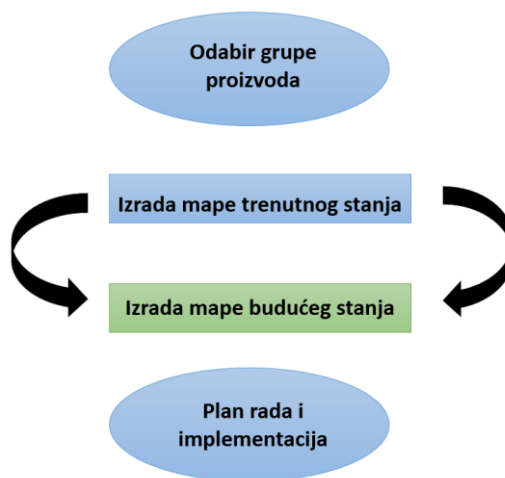 Odabir grupe
proizvoda
Izrada mape trenutnog stanja
Izrada mape budućeg stanja
Plan rada i
implementacija